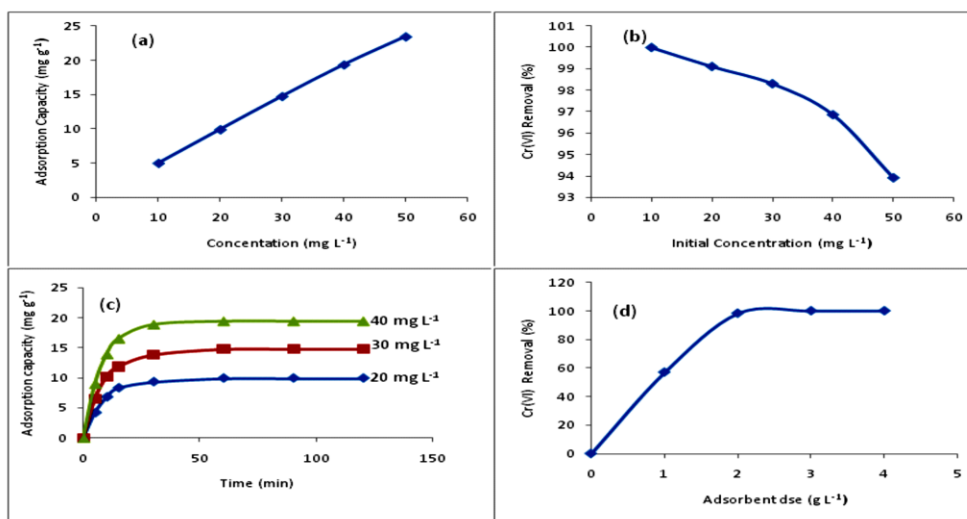 (a)
Adsorption Capacity (mg g⁻¹)
25
20
15
10
5
0
0 10 20 30 40 50 60
Concentation (mg L⁻¹)
(b)
Cr(VI) Removal (%)
101
100
99
98
97
96
95
94
93
0 10 20 30 40 50 60
Initial Concentration (mg L⁻¹)
(c)
Adsorption capacity (mg g⁻¹)
25
20
15
10
5
0
40 mg L⁻¹
30 mg L⁻¹
20 mg L⁻¹
0 50 100 150
Time (min)
(d)
Cr(VI) Removal (%)
120
100
80
60
40
20
0
0 1 2 3 4 5
Adsorbent dse (g L⁻¹)